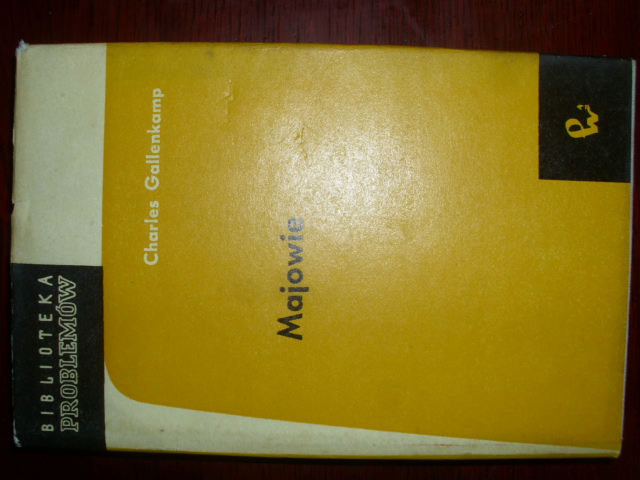 BIBLIOTEKA
PROBLEMÓW
Charles Gallenkamp
Majowie